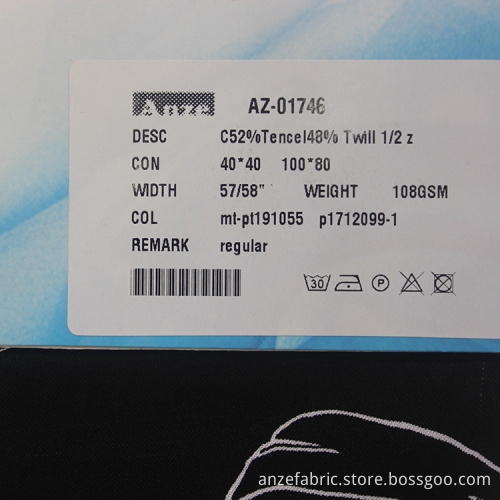 Anze AZ-01746
DESC C52%Tencel48% Twill 1/2 z
CON 40*40 100*80
WIDTH 57/58" WEIGHT 108GSM
COL mt-pt191055 p1712099-1
REMARK regular
30 P
anzefabric.store.bossgoo.com